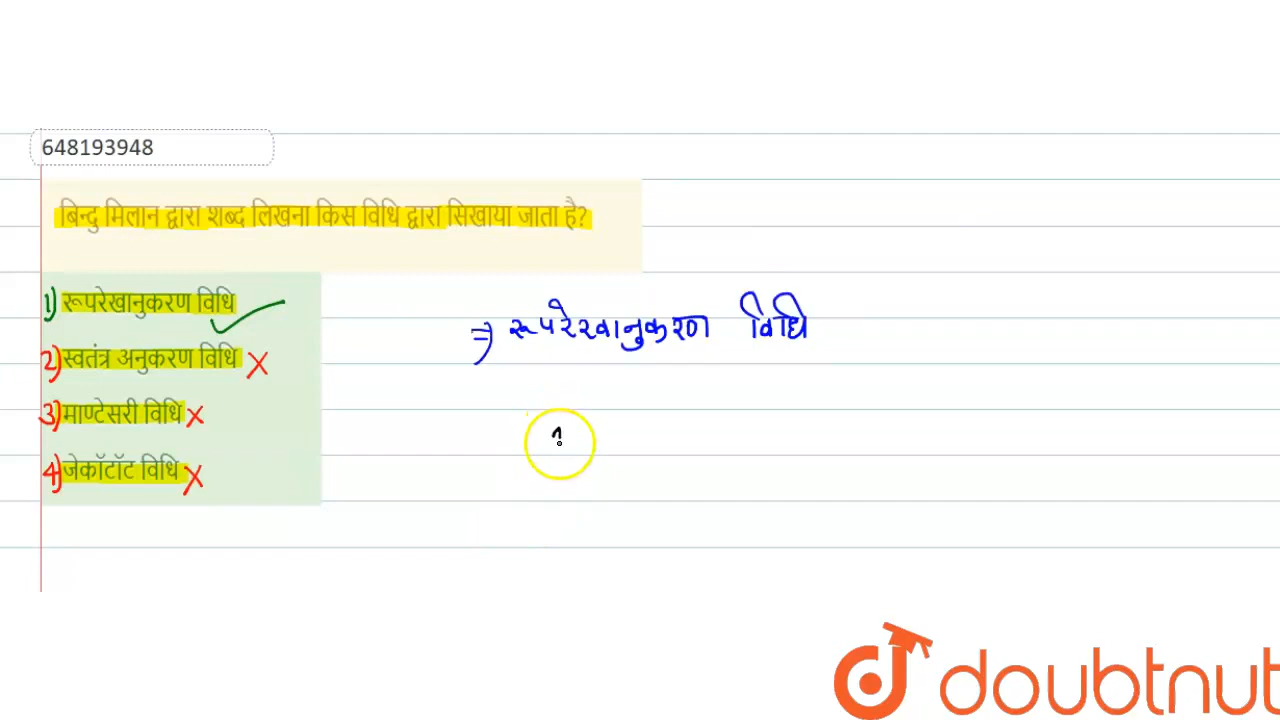 648193948
बिन्दु मिलान द्वारा शब्द लिखना किस विधि द्वारा सिखाया जाता है?
1) रूपरेखानुकरण विधि
⇒ रूपरेखानुकरण विधि
2) स्वतंत्र अनुकरण विधि
3) माण्टेसरी विधि
4) जेकॉटॉट विधि
doubtnut